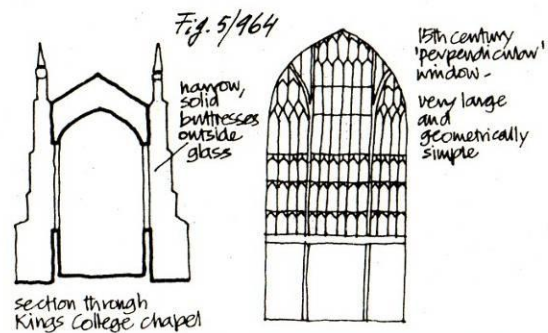 Fig. 5/964
narrow,
solid
buttresses
outside
glass
section through
Kings College chapel
15th century
'perpendicular'
window -
very large
and
geometrically
simple